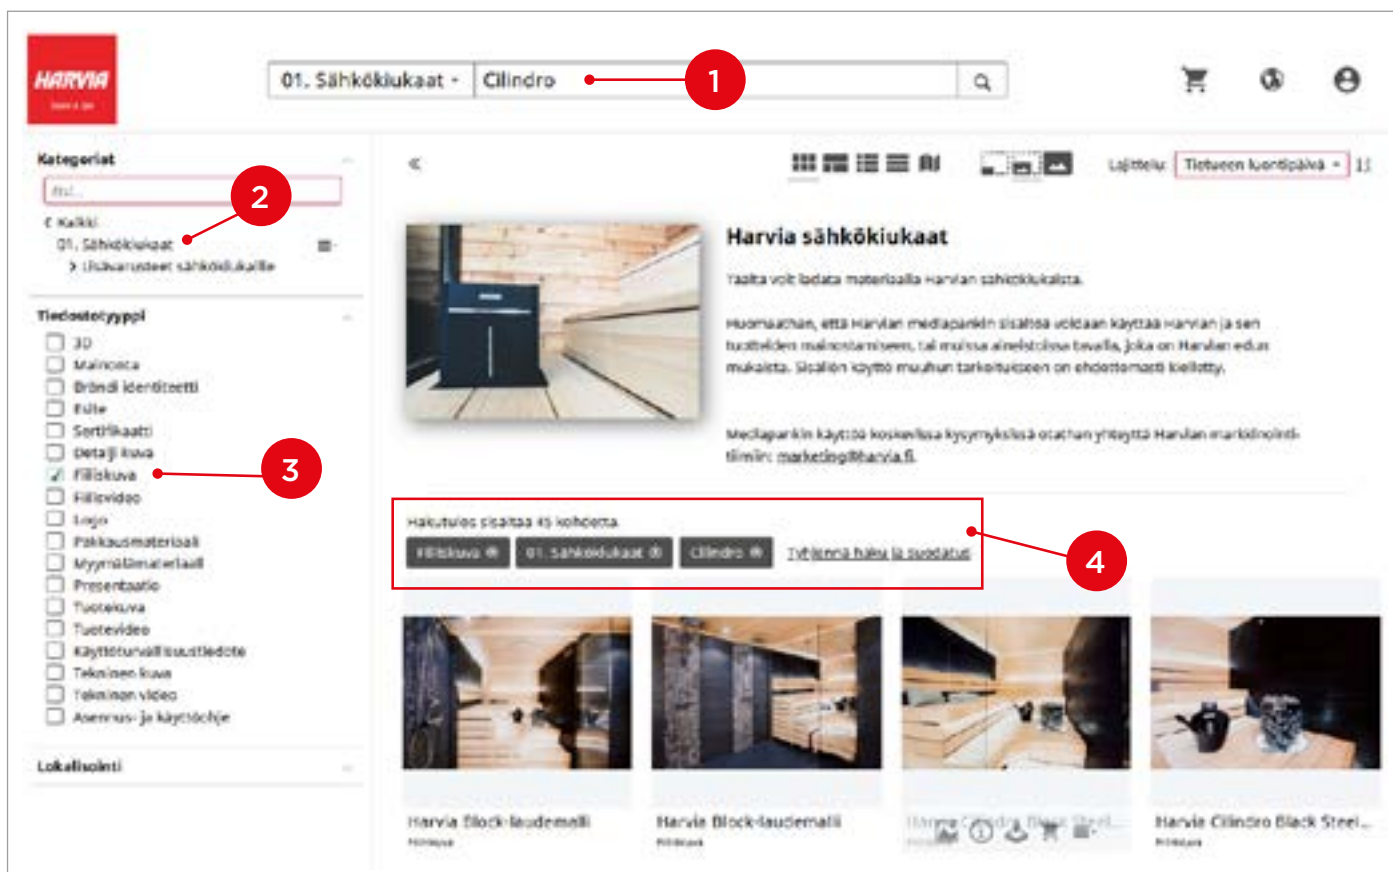 HARVIA
01. Sähkökiukaat
Cilindro
1
Kategoriat
2
Kaikki
01. Sähkökiukaat
Lisävarusteet sähkökiukaille
Tiedostotyyppi
3D
Mainonta
Brändi identiteetti
Esite
Sertifikaatti
Detalji kuva
Fiiliskuva
3
Fiilisvideo
Logo
Pakkausmateriaali
Myymälämateriaali
Presentaatio
Tuotekuva
Tuotevideo
Käyttöturvallisuustiedote
Tekninen kuva
Tekninen video
Asennus- ja käyttöohje
Lokalisointi
Lajittelu: Tietueen luontipäivä
Harvia sähkökiukaat
Täältä voit ladata materiaalia Harvian sähkökiukaista.
Huomaathan, että Harvian mediapankin sisältöä voidaan käyttää Harvian ja sen
tuotteiden mainostamiseen, tai muissa aineistoissa tavalla, joka on Harvian edun
mukaista. Sisällön käyttö muuhun tarkoitukseen on ehdottomasti kielletty.
Mediapankin käyttöä koskevissa kysymyksissä otathan yhteyttä Harvian markkinointi-
tiimiin: marketing@harvia.fi.
Hakutulos sisältää 45 kohdetta
Fiiliskuva 01. Sähkökiukaat Cilindro Tyhjennä haku ja suodatus
4
Harvia Block-laudemalli
Fiiliskuva
Harvia Block-laudemalli
Fiiliskuva
Harvia Cilindro Black Steel...
Fiiliskuva
Harvia Cilindro Black Steel...
Fiiliskuva